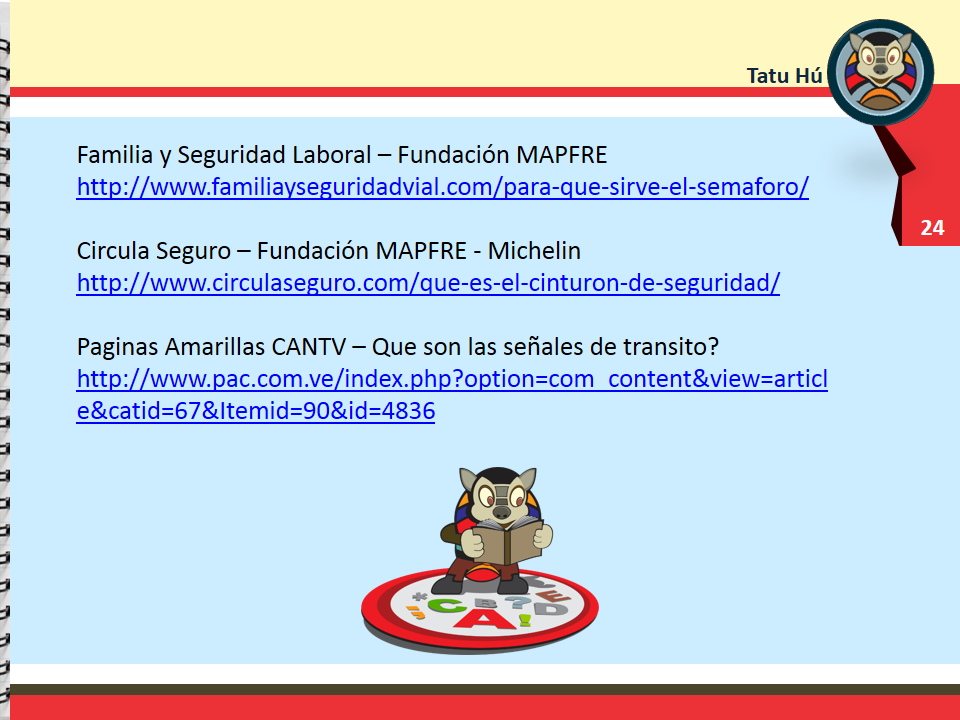 Tatu Hú
24
Familia y Seguridad Laboral – Fundación MAPFRE
http://www.familiayseguridadvial.com/para-que-sirve-el-semaforo/
Circula Seguro – Fundación MAPFRE - Michelin
http://www.circulaseguro.com/que-es-el-cinturon-de-seguridad/
Paginas Amarillas CANTV – Que son las señales de transito?
http://www.pac.com.ve/index.php?option=com_content&view=articl
e&catid=67&Itemid=90&id=4836
* C B ? Z E
" A ! D